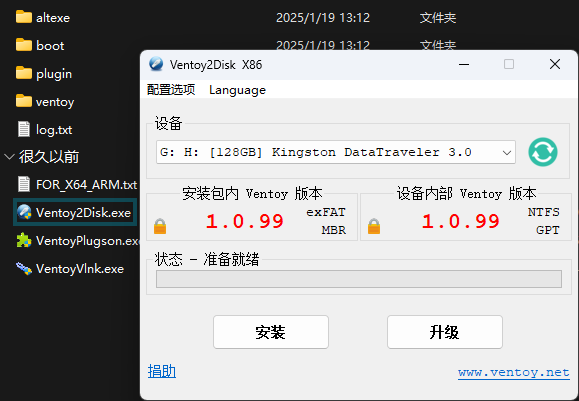 altexe 2025/1/19 13:12 文件夹
boot 2025/1/19 13:12 文件夹
plugin
ventoy
log.txt
很久以前
FOR_X64_ARM.txt
Ventoy2Disk.exe
VentoyPlugson.ex
VentoyVlnk.exe
Ventoy2Disk X86
配置选项 Language
设备
G: H: [128GB] Kingston DataTraveler 3.0
安装包内 Ventoy 版本
1.0.99
exFAT
MBR
设备内部 Ventoy 版本
1.0.99
NTFS
GPT
状态 - 准备就绪
安装 升级
捐助 www.ventoy.net